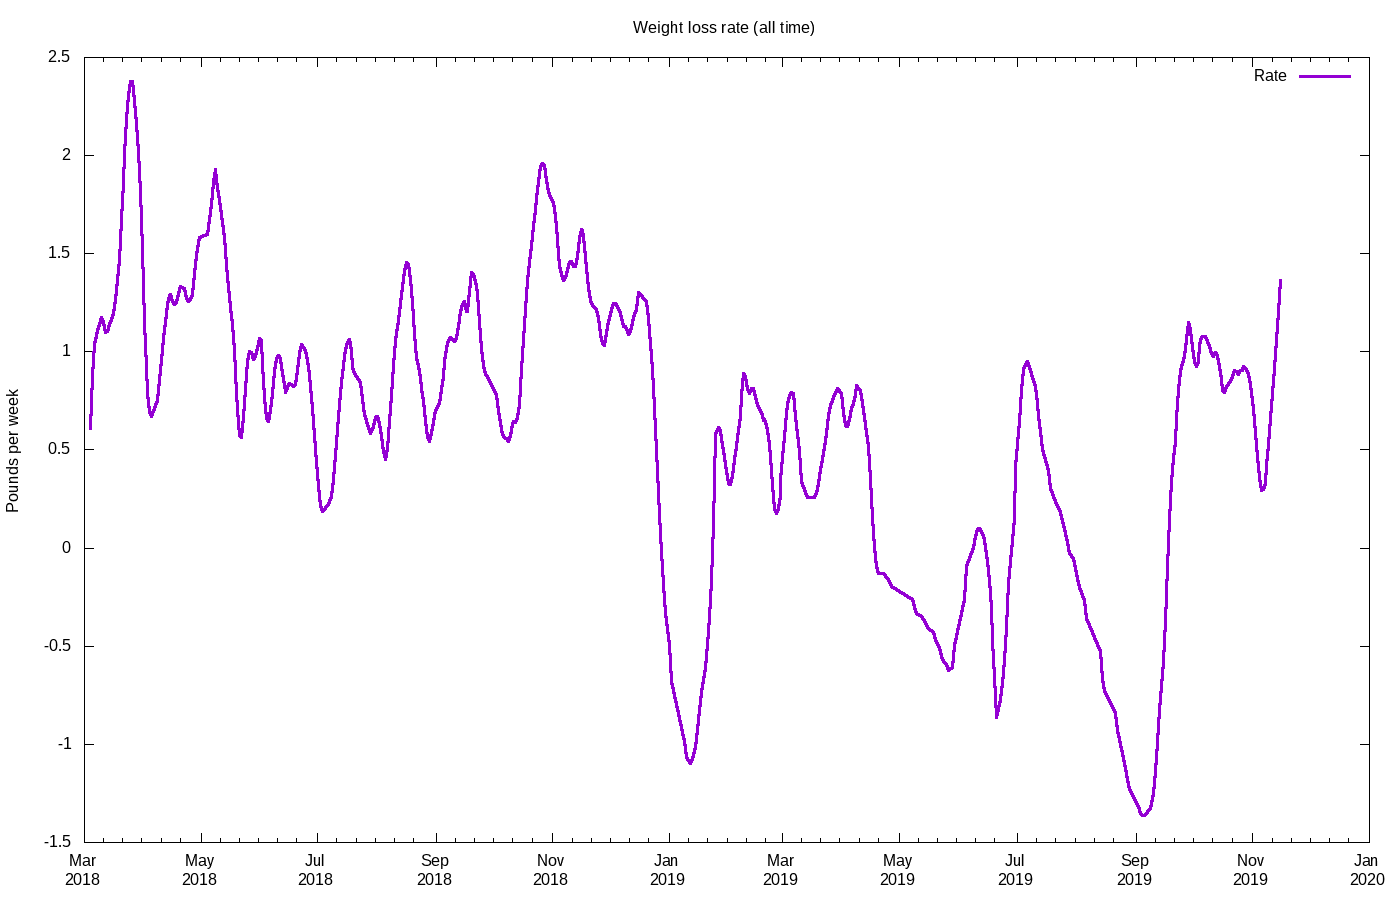 Weight loss rate (all time)
Rate
Pounds per week
2.5
2
1.5
1
0.5
0
-0.5
-1
-1.5
Mar 2018
May 2018
Jul 2018
Sep 2018
Nov 2018
Jan 2019
Mar 2019
May 2019
Jul 2019
Sep 2019
Nov 2019
Jan 2020